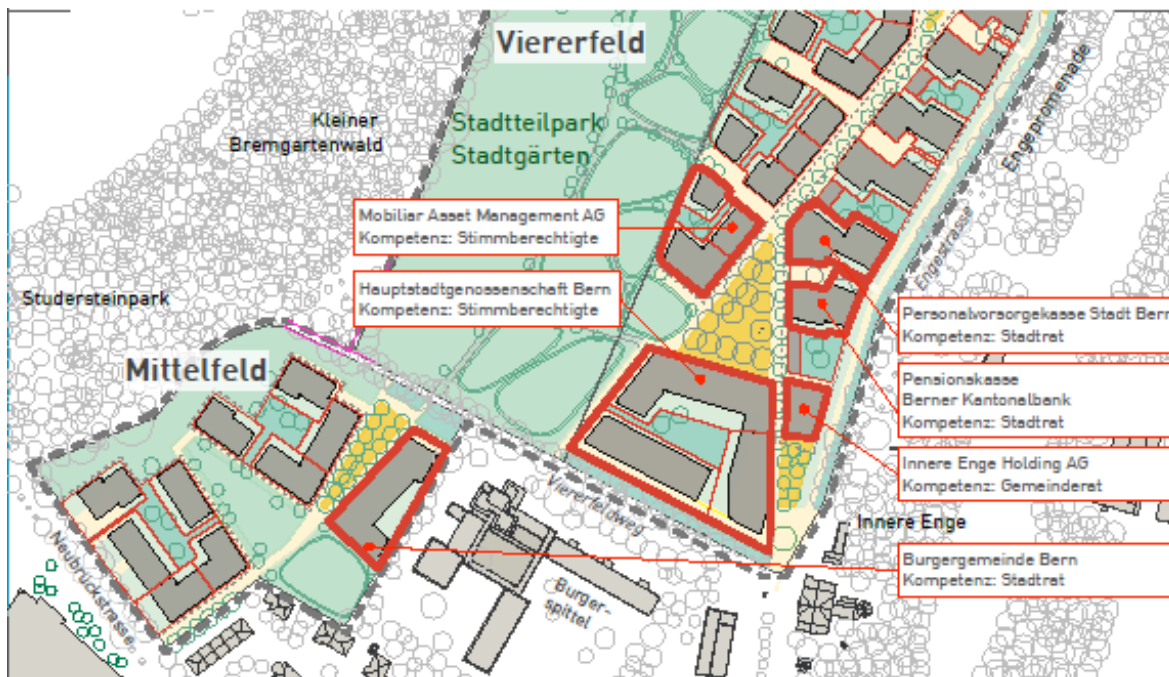 Viererfeld
Stadtteilpark
Stadtgärten
Kleiner
Bremgartenwald
Engepromenade
Engestrasse
Mobiliar Asset Management AG
Kompetenz: Stimmberechtigte
Hauptstadtgenossenschaft Bern
Kompetenz: Stimmberechtigte
Studersteinpark
Mittelfeld
Personalvorsorgekasse Stadt Bern
Kompetenz: Stadtrat
Pensionskasse
Berner Kantonalbank
Kompetenz: Stadtrat
Innere Enge Holding AG
Kompetenz: Gemeinderat
Viererfeldweg
Innere Enge
Burgergemeinde Bern
Kompetenz: Stadtrat
Neubrückstrasse
Burger-
spittel